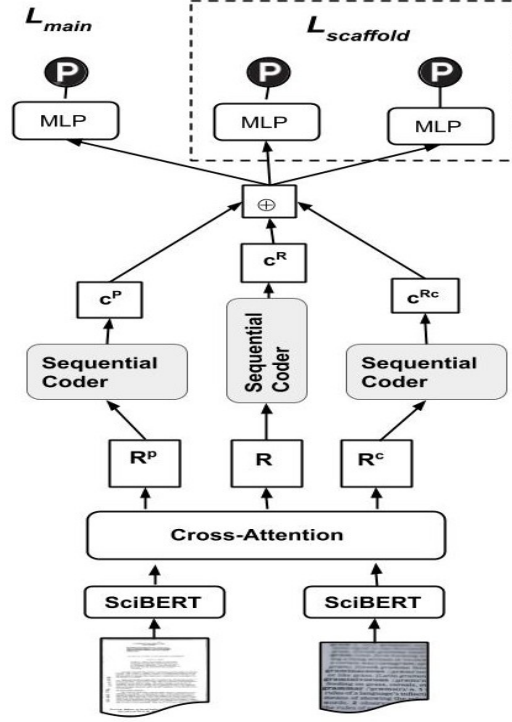 L_main
L_scaffold
P
P
P
MLP
MLP
MLP
⊕
c^R
c^P
c^Rc
Sequential
Coder
Sequential
Coder
Sequential
Coder
R^p
R
R^c
Cross-Attention
SciBERT
SciBERT